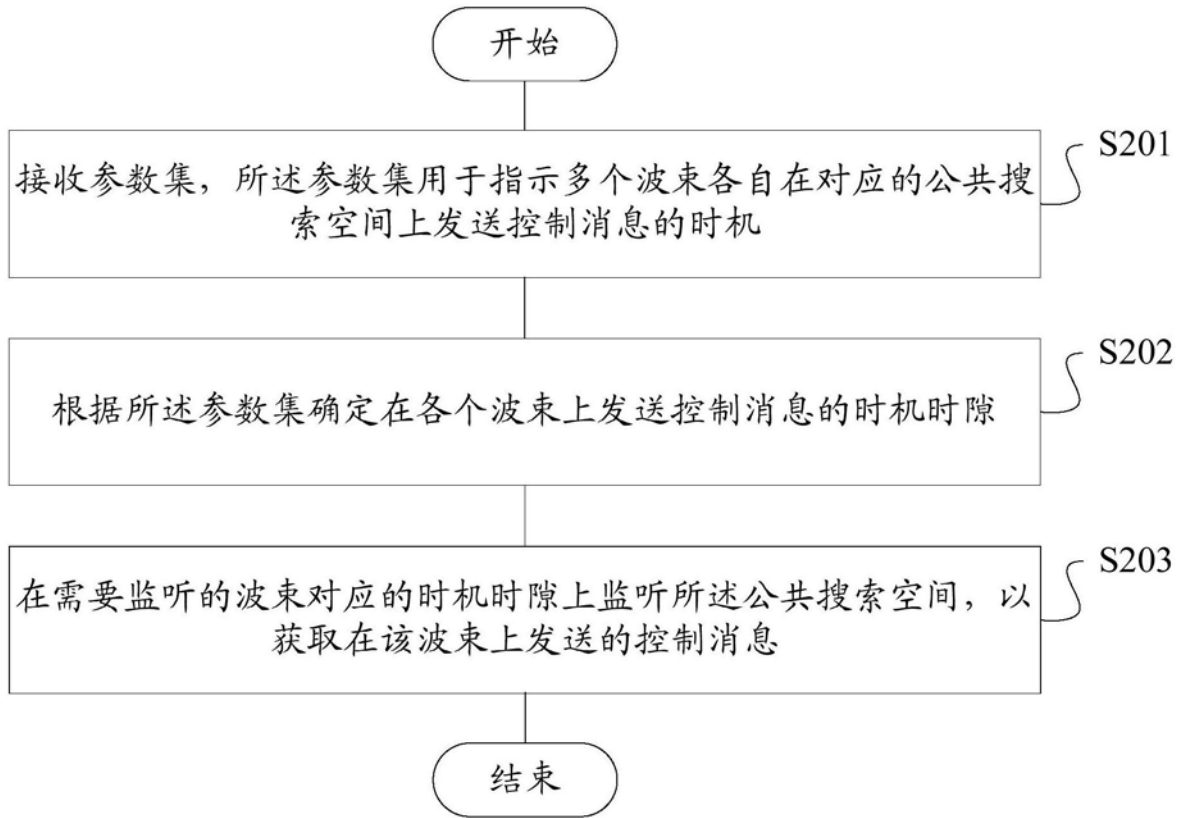 开始
S201
接收参数集，所述参数集用于指示多个波束各自在对应的公共搜
索空间上发送控制消息的时机
S202
根据所述参数集确定在各个波束上发送控制消息的时机时隙
S203
在需要监听的波束对应的时机时隙上监听所述公共搜索空间，以
获取在该波束上发送的控制消息
结束